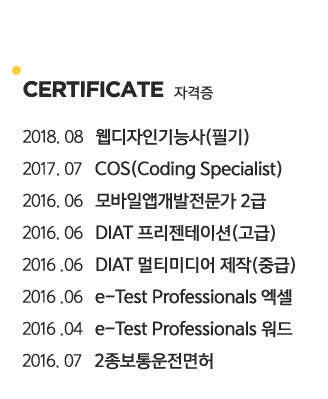 CERTIFICATE 자격증
2018. 08 웹디자인기능사(필기)
2017. 07 COS(Coding Specialist)
2016. 06 모바일앱개발전문가 2급
2016. 06 DIAT 프리젠테이션(고급)
2016 .06 DIAT 멀티미디어 제작(중급)
2016 .06 e-Test Professionals 엑셀
2016 .04 e-Test Professionals 워드
2016. 07 2종보통운전면허